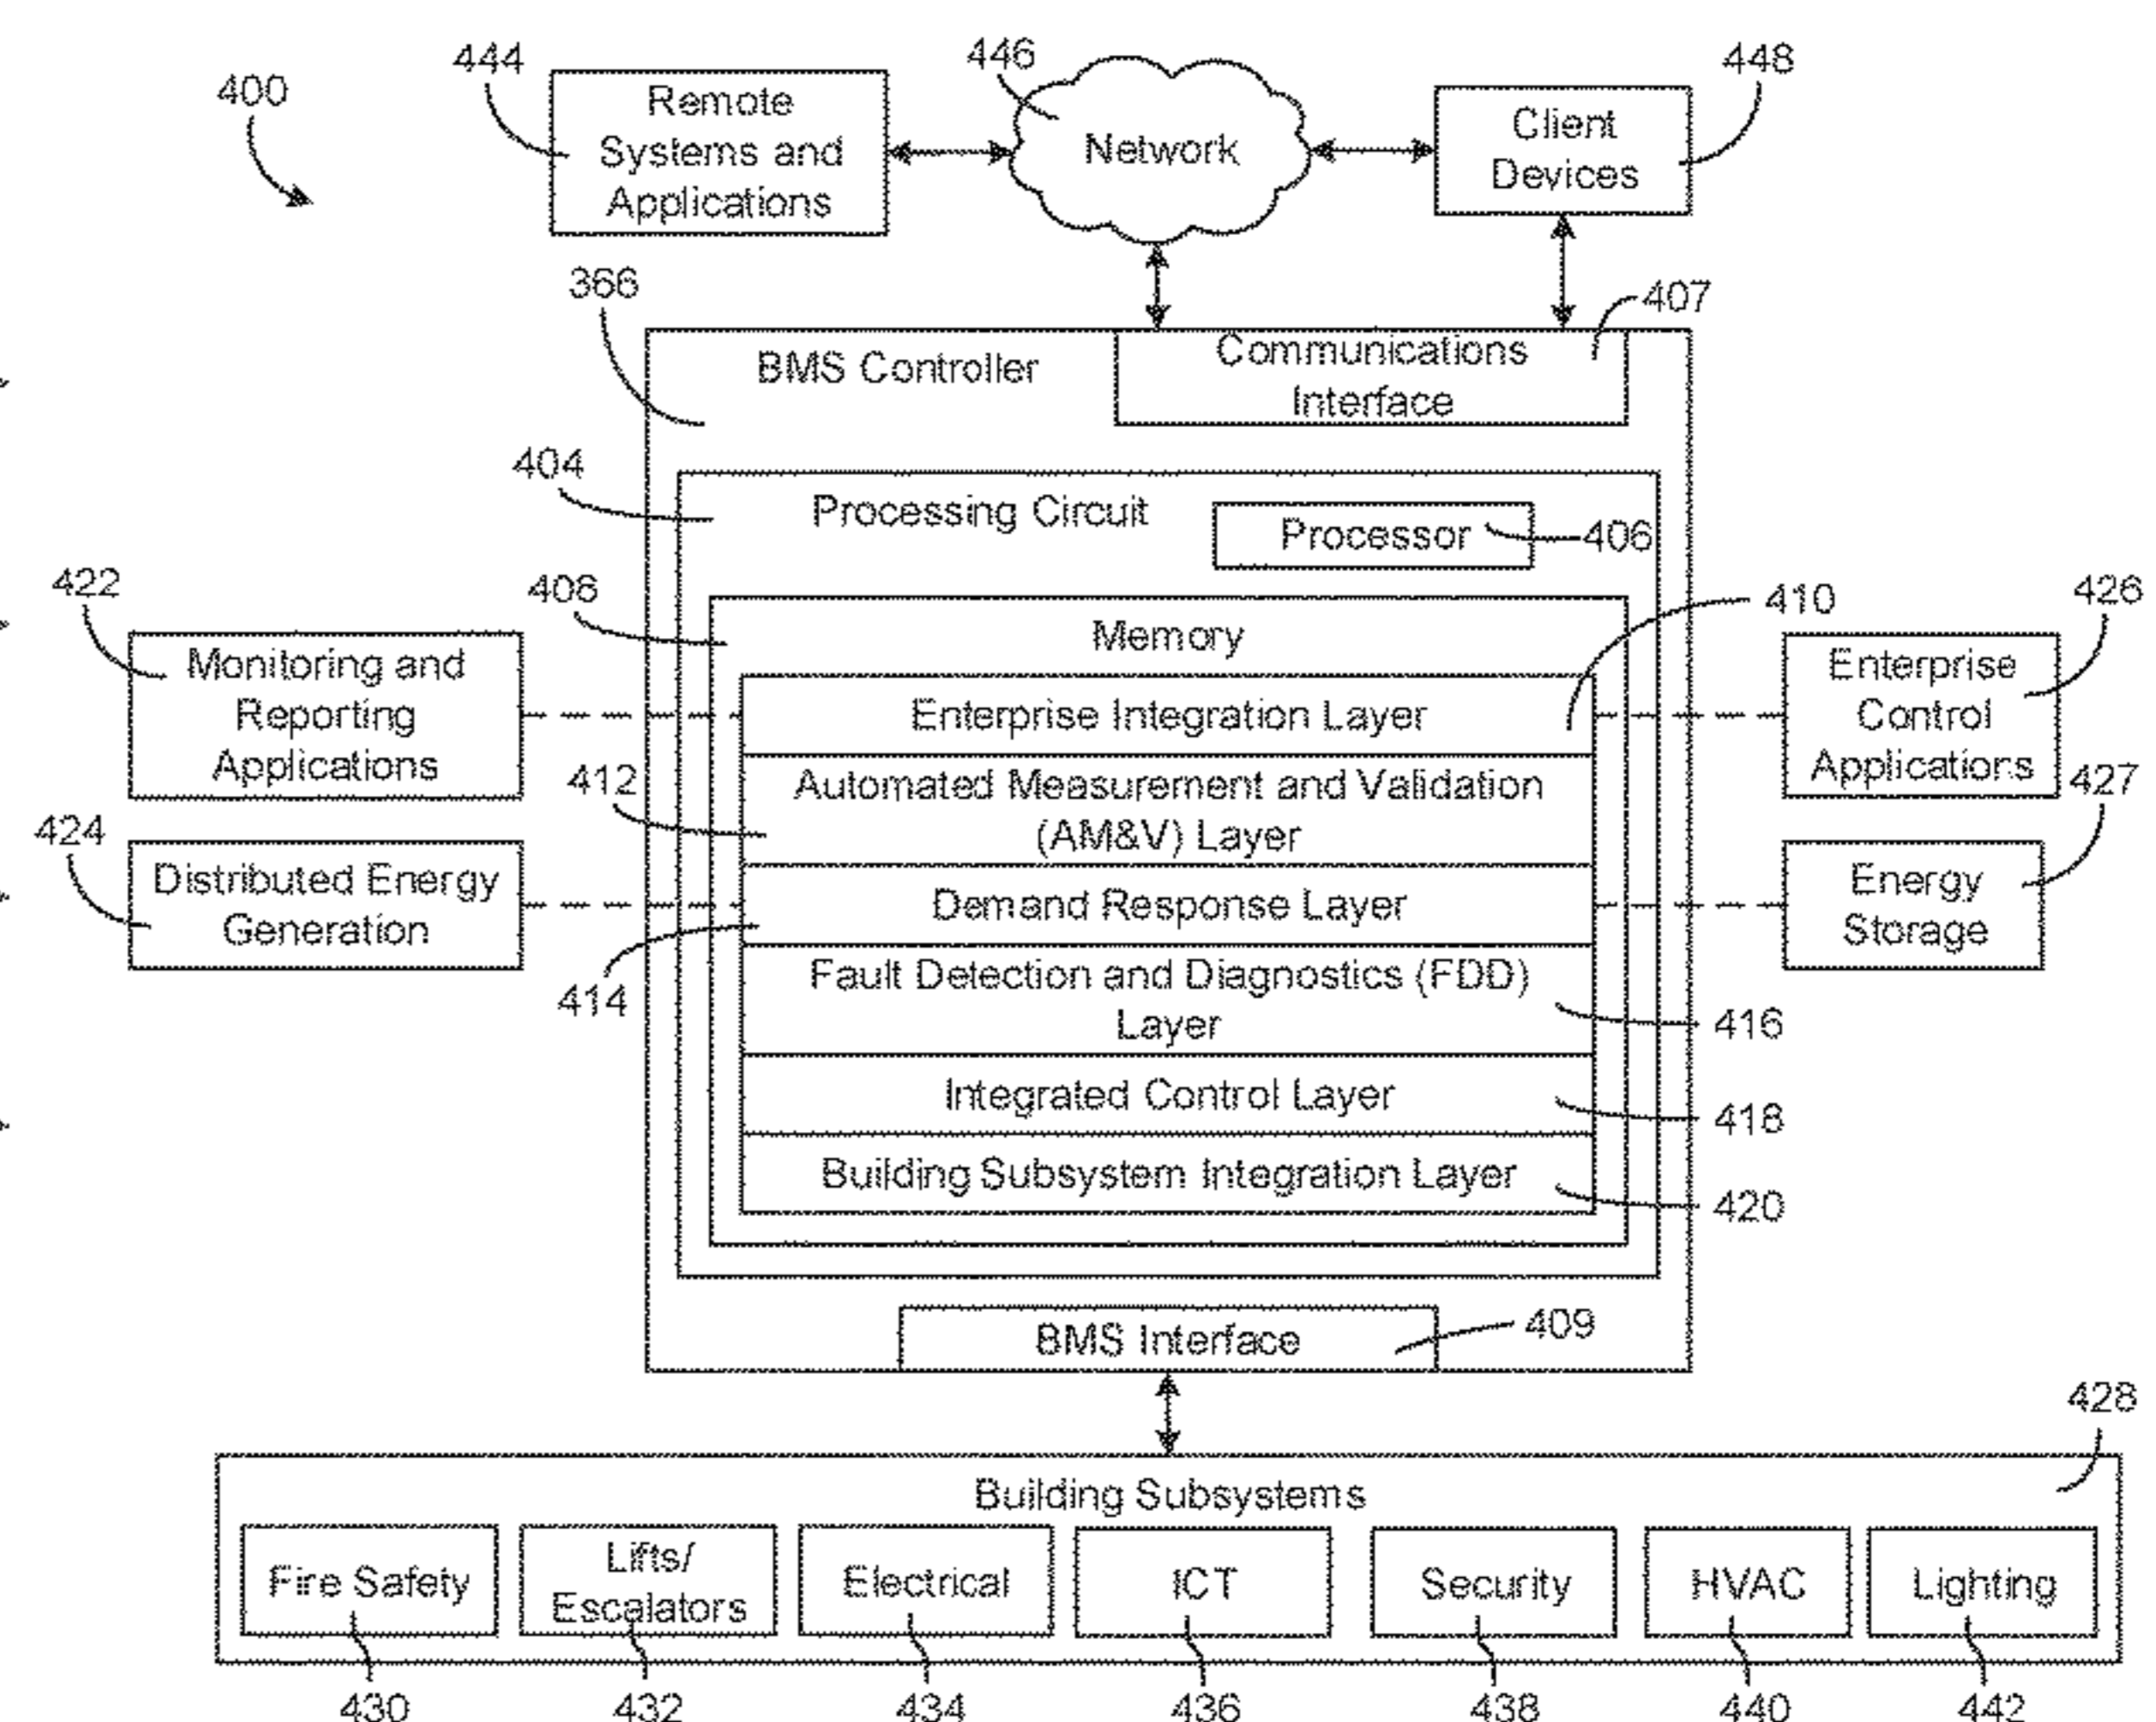 400
444
Remote
Systems and
Applications
446
Network
448
Client
Devices
366
BMS Controller
407
Communications
Interface
404
Processing Circuit
Processor
406
408
Memory
410
422
Monitoring and
Reporting
Applications
Enterprise Integration Layer
426
Enterprise
Control
Applications
412
Automated Measurement and Validation
(AM&V) Layer
427
424
Distributed Energy
Generation
Demand Response Layer
Energy
Storage
414
Fault Detection and Diagnostics (FDD)
Layer
416
Integrated Control Layer
418
Building Subsystem Integration Layer
420
BMS Interface
409
428
Building Subsystems
Fire Safety
Lifts/
Escalators
Electrical
ICT
Security
HVAC
Lighting
430
432
434
436
438
440
442